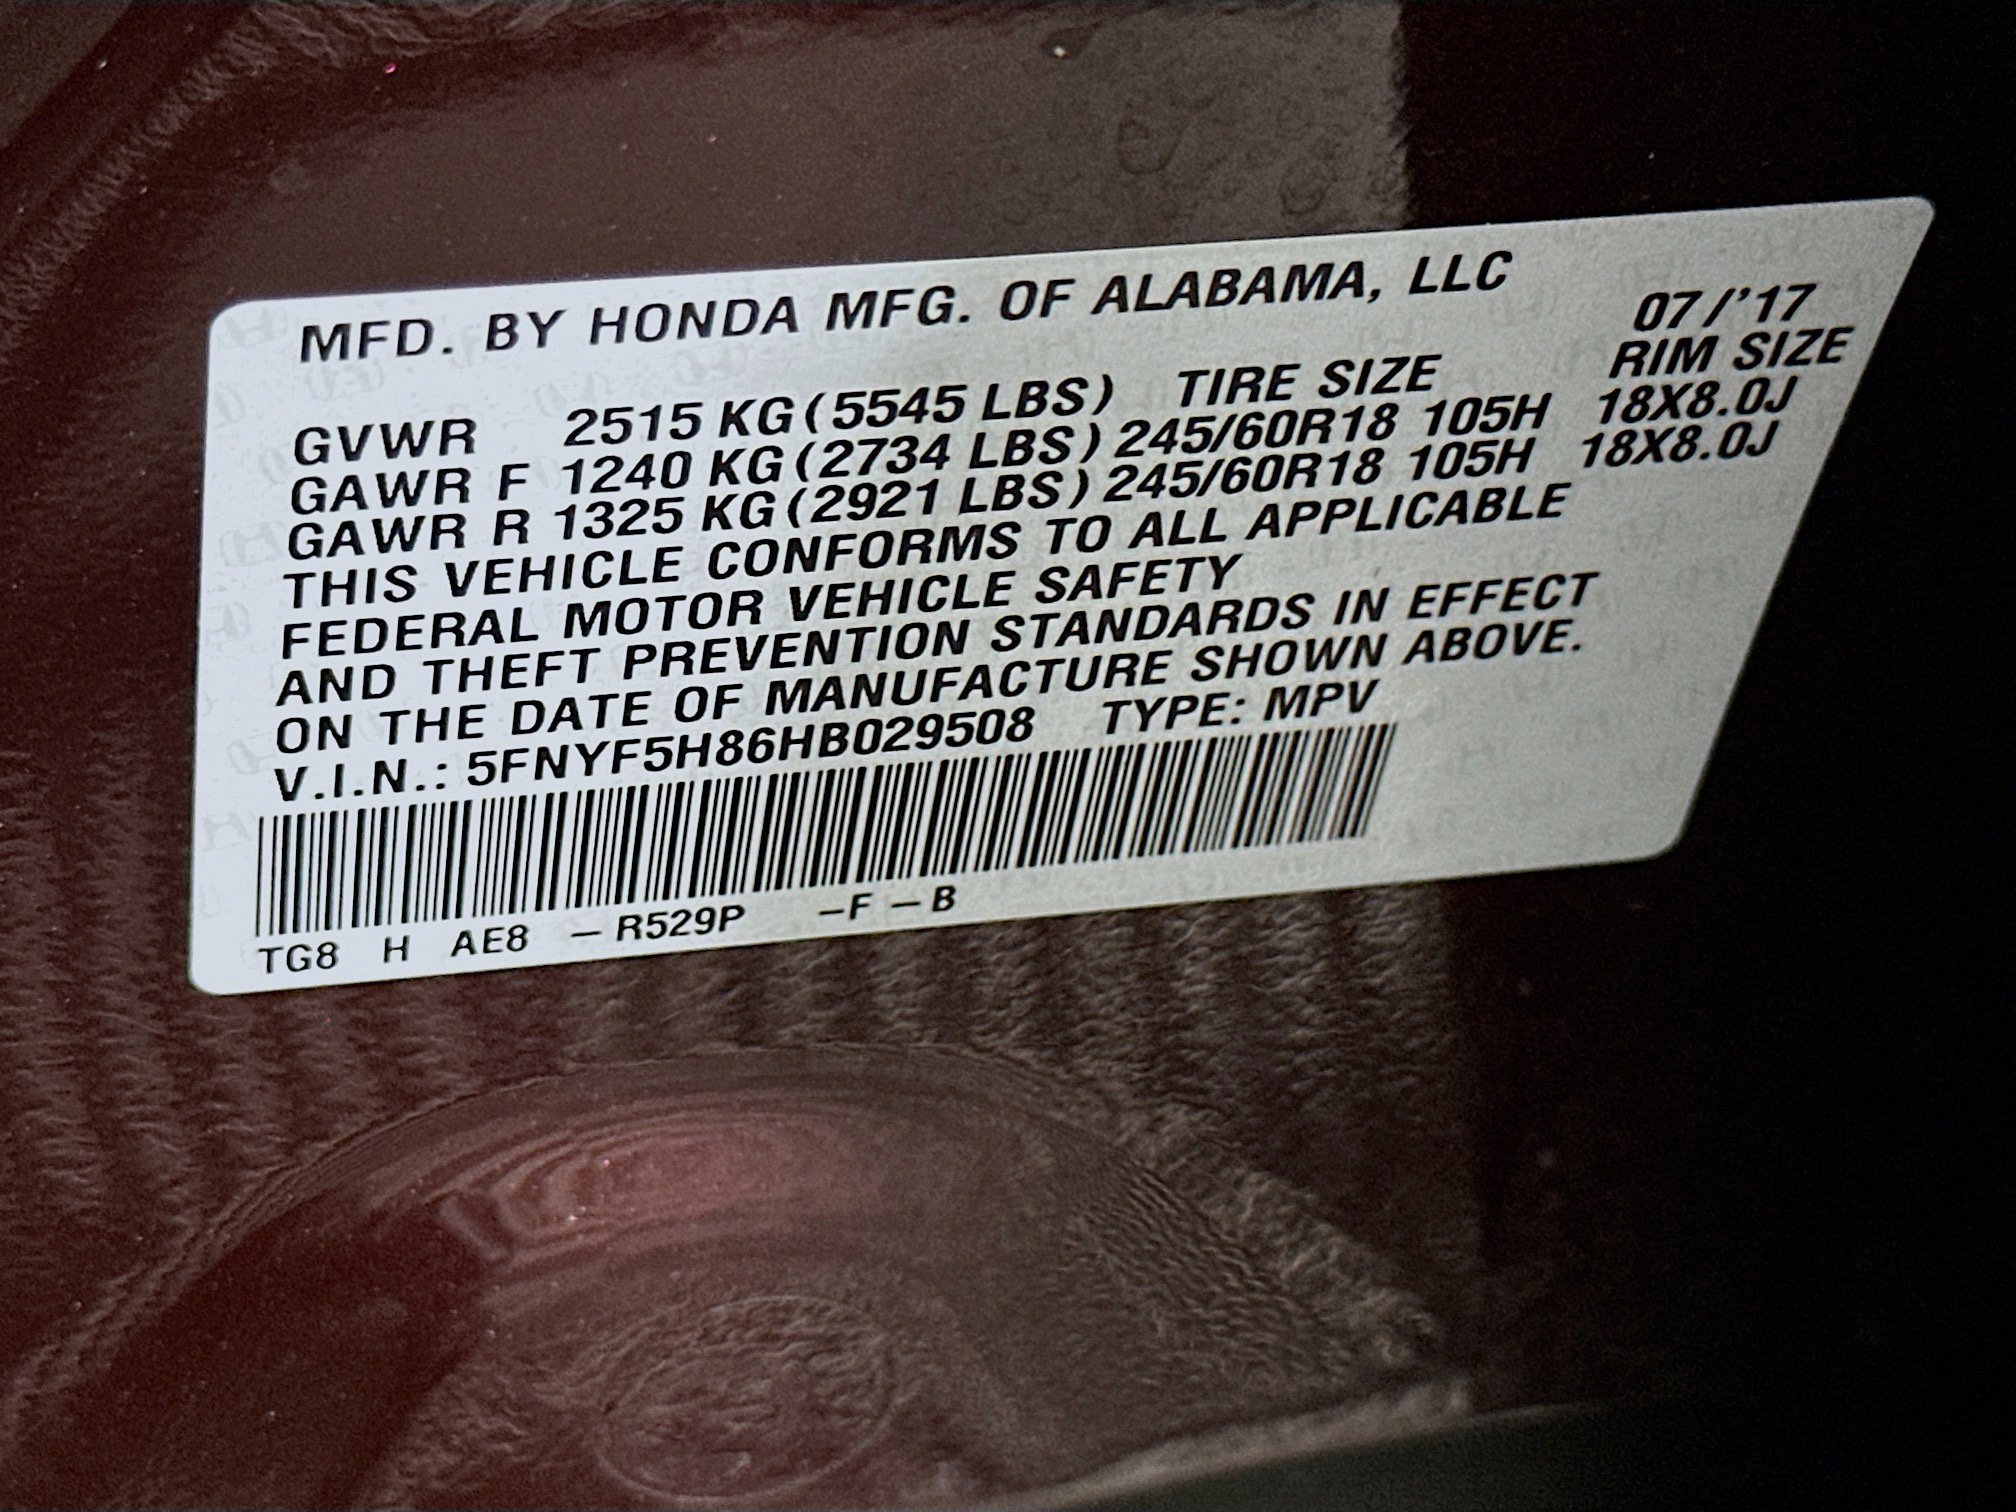 MFD. BY HONDA MFG. OF ALABAMA, LLC
07/'17
GVWR 2515 KG (5545 LBS) TIRE SIZE RIM SIZE
GAWR F 1240 KG (2734 LBS) 245/60R18 105H 18X8.0J
GAWR R 1325 KG (2921 LBS) 245/60R18 105H 18X8.0J
THIS VEHICLE CONFORMS TO ALL APPLICABLE
FEDERAL MOTOR VEHICLE SAFETY
AND THEFT PREVENTION STANDARDS IN EFFECT
ON THE DATE OF MANUFACTURE SHOWN ABOVE.
V.I.N.: 5FNYF5H86HB029508 TYPE: MPV
TG8 H AE8 – R529P –F – B